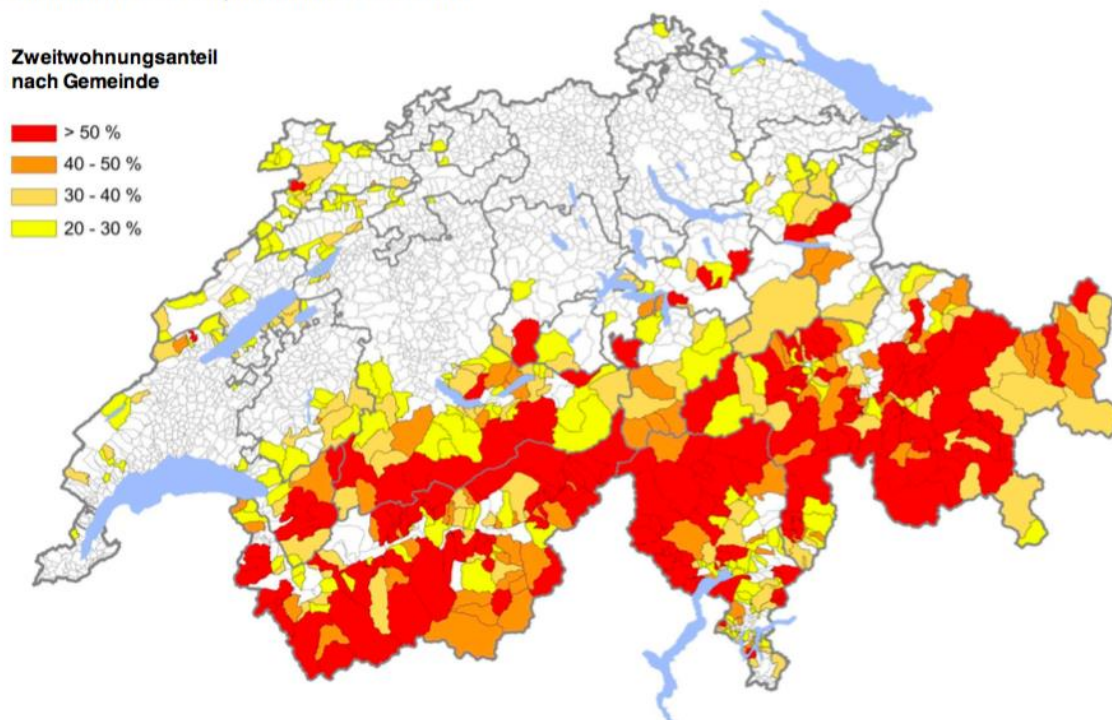 Zweitwohnungsanteil
nach Gemeinde
> 50 %
40 - 50 %
30 - 40 %
20 - 30 %